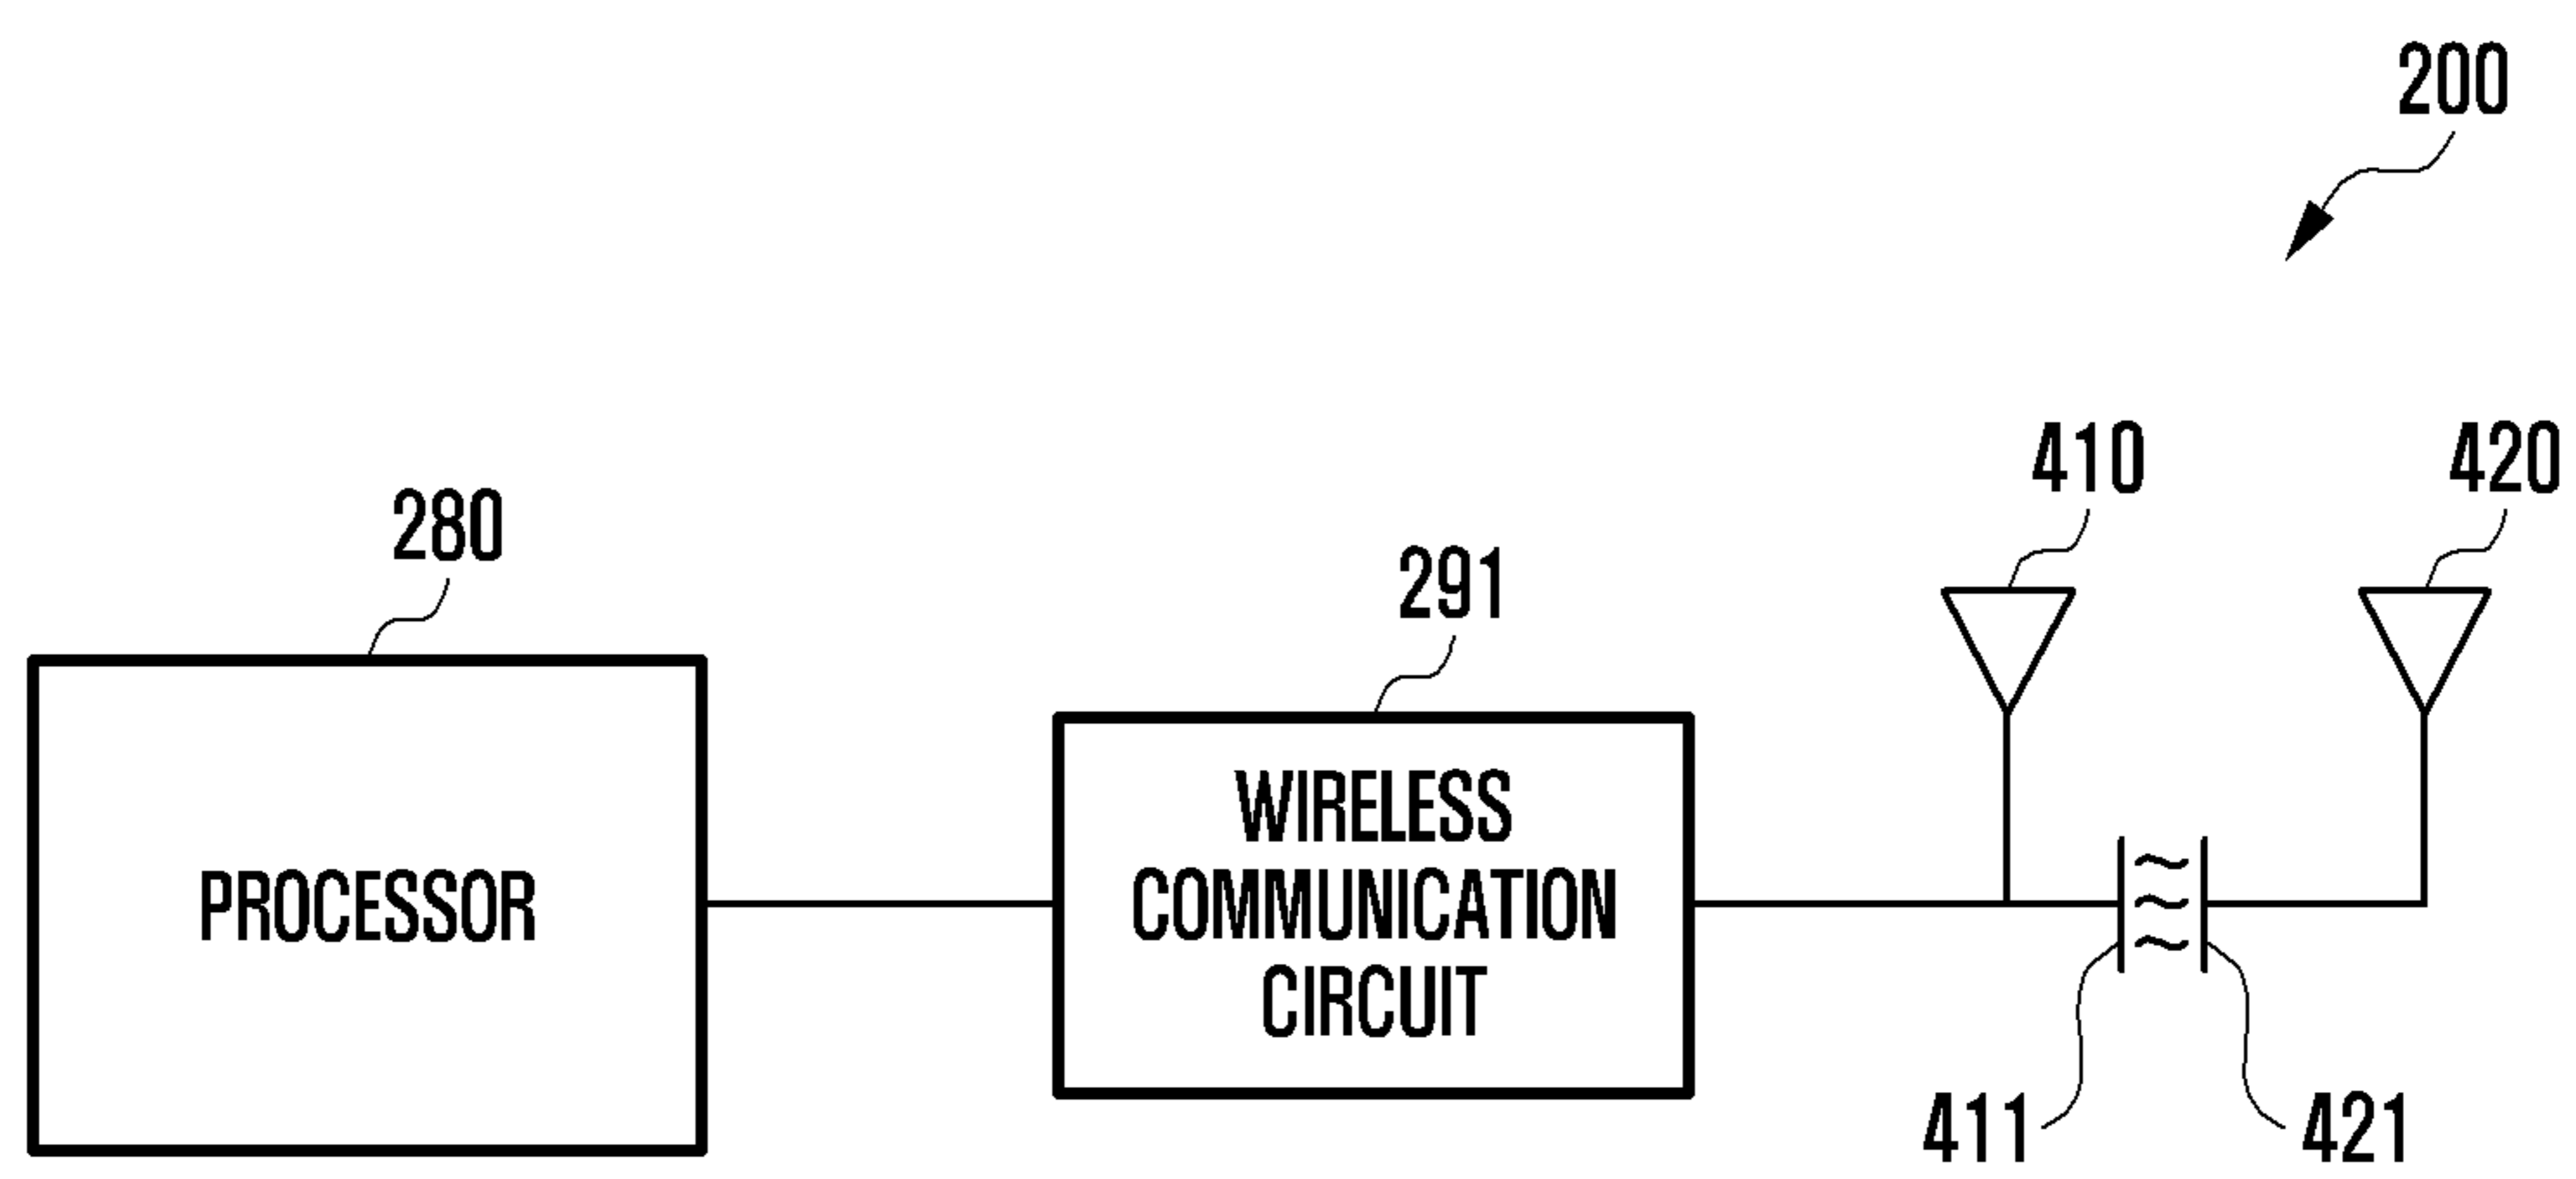 200
410
420
280
291
PROCESSOR
WIRELESS
COMMUNICATION
CIRCUIT
411
421